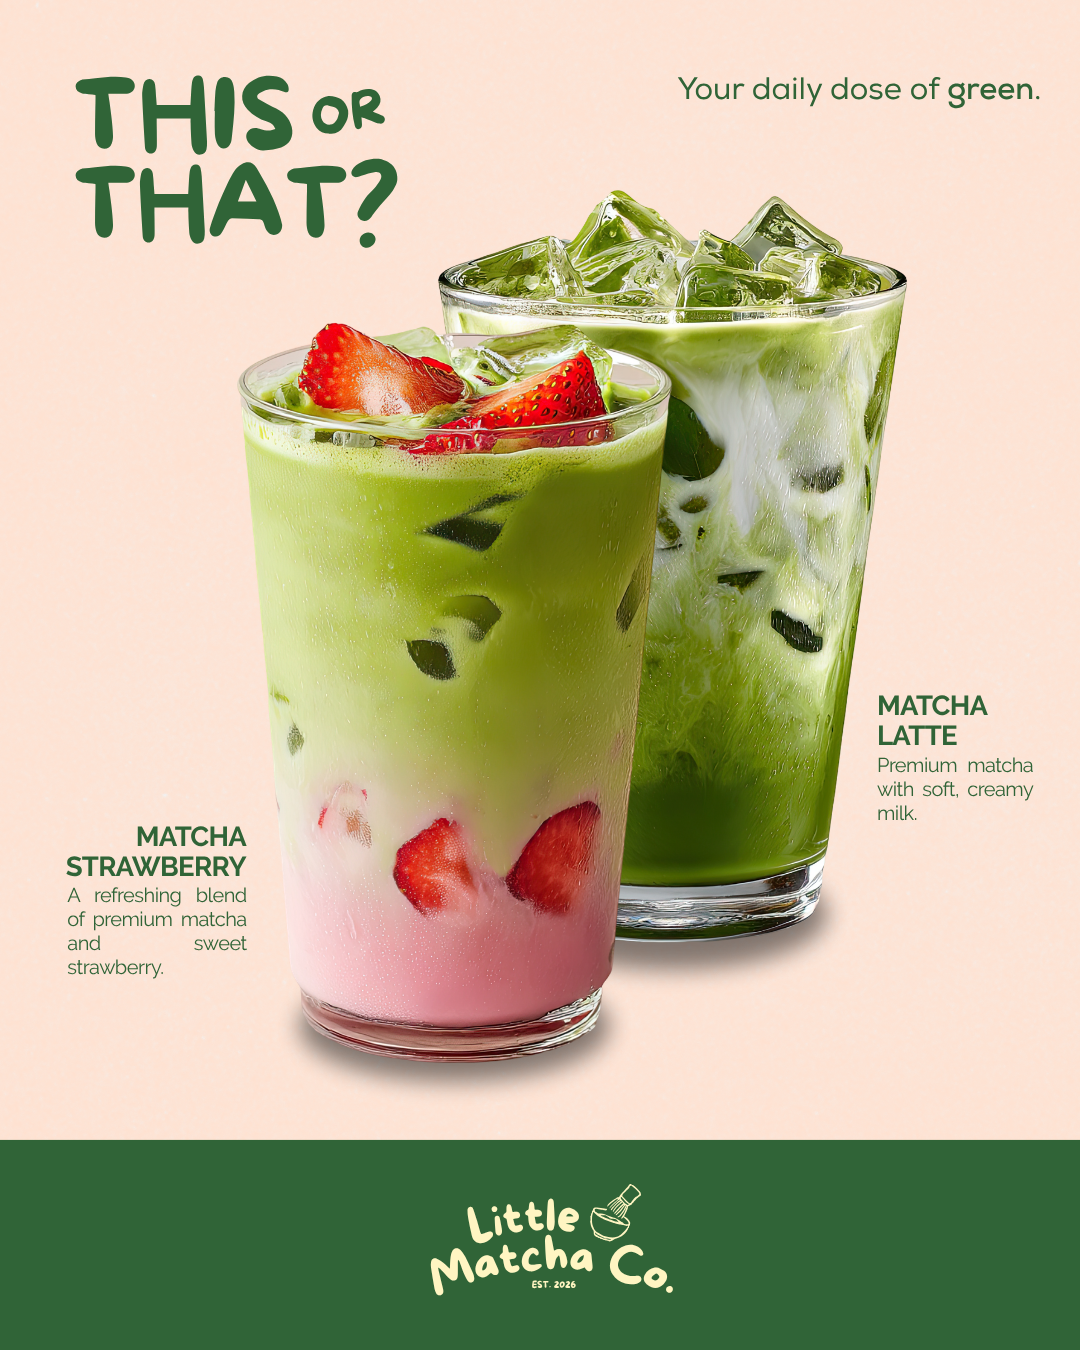 THIS OR
THAT?
Your daily dose of green.
MATCHA
LATTE
Premium matcha
with soft, creamy
milk.
MATCHA
STRAWBERRY
A refreshing blend
of premium matcha
and sweet
strawberry.
Little
Matcha Co.
EST. 2026